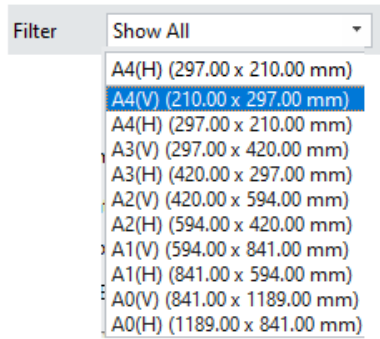 Filter Show All
A4(H) (297.00 x 210.00 mm)
A4(V) (210.00 x 297.00 mm)
A4(H) (297.00 x 210.00 mm)
A3(V) (297.00 x 420.00 mm)
A3(H) (420.00 x 297.00 mm)
A2(V) (420.00 x 594.00 mm)
A2(H) (594.00 x 420.00 mm)
A1(V) (594.00 x 841.00 mm)
A1(H) (841.00 x 594.00 mm)
A0(V) (841.00 x 1189.00 mm)
A0(H) (1189.00 x 841.00 mm)